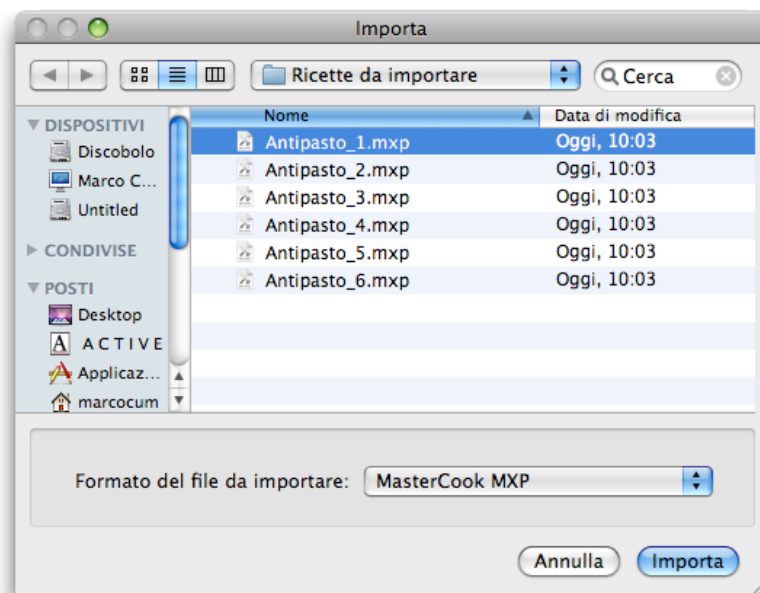 Importa
Ricette da importare
Cerca
DISPOSITIVI
Discobolo
Marco C...
Untitled
CONDIVISE
POSTI
Desktop
A ACTIVE
Applicaz...
marcocum
Nome Data di modifica
Antipasto_1.mxp Oggi, 10:03
Antipasto_2.mxp Oggi, 10:03
Antipasto_3.mxp Oggi, 10:03
Antipasto_4.mxp Oggi, 10:03
Antipasto_5.mxp Oggi, 10:03
Antipasto_6.mxp Oggi, 10:03
Formato del file da importare: MasterCook MXP
Annulla Importa